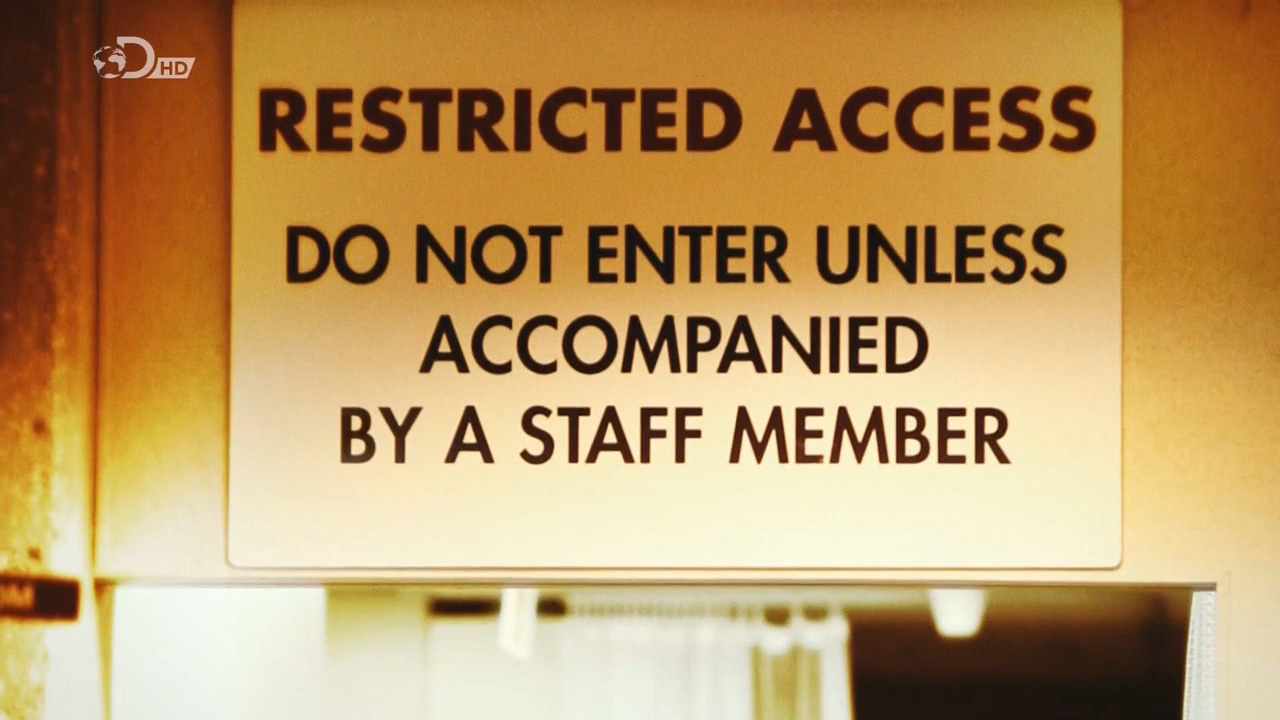 D HD
RESTRICTED ACCESS
DO NOT ENTER UNLESS
ACCOMPANIED
BY A STAFF MEMBER